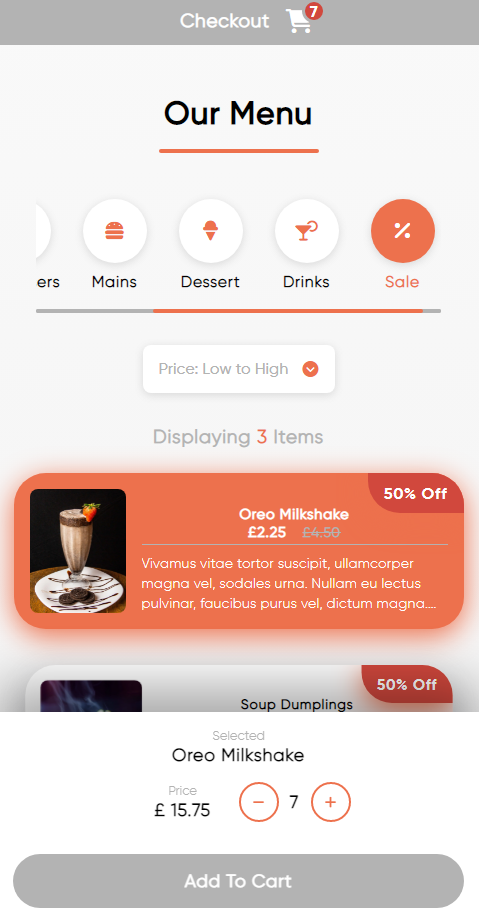 Checkout 7
Our Menu
ers Mains Dessert Drinks Sale
Price: Low to High
Displaying 3 Items
50% Off
Oreo Milkshake
£2.25 £4.50
Vivamus vitae tortor suscipit, ullamcorper
magna vel, sodales urna. Nullam eu lectus
pulvinar, faucibus purus vel, dictum magna....
50% Off
Soup Dumplings
Selected
Oreo Milkshake
Price
£ 15.75 7
Add To Cart